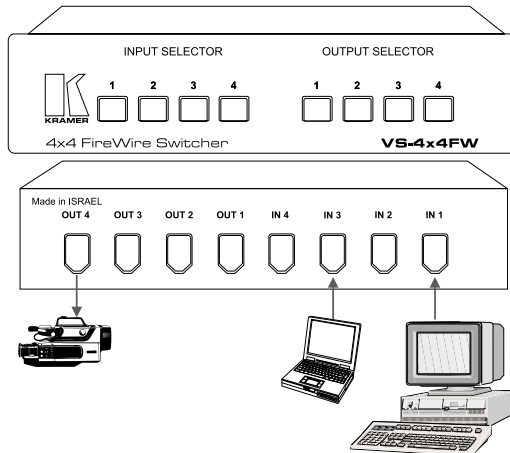 INPUT SELECTOR OUTPUT SELECTOR
1 2 3 4 1 2 3 4
K
KRAMER
4x4 FireWire Switcher VS-4x4FW
Made in ISRAEL
OUT 4 OUT 3 OUT 2 OUT 1 IN 4 IN 3 IN 2 IN 1